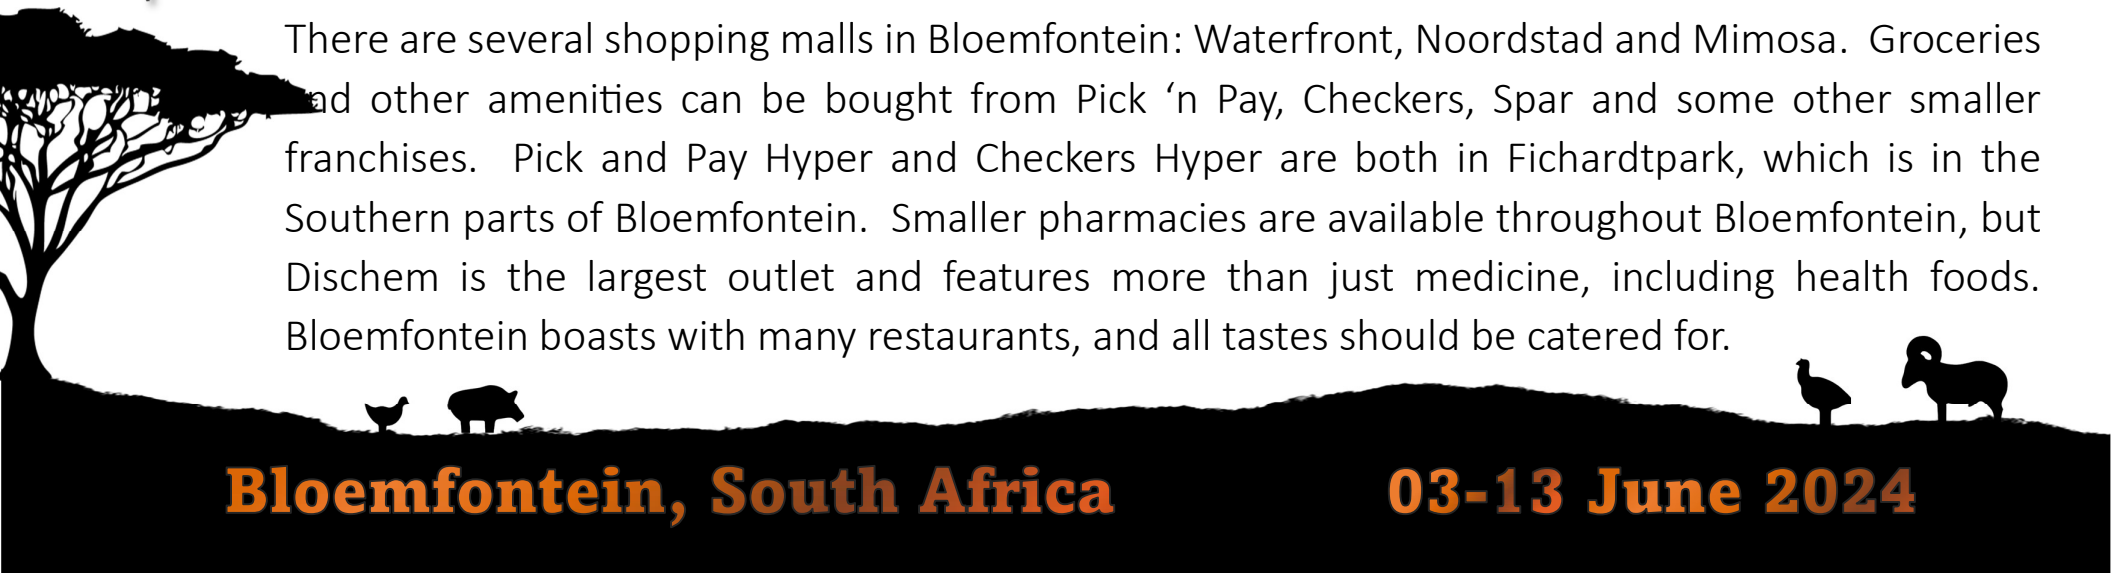 There are several shopping malls in Bloemfontein: Waterfront, Noordstad and Mimosa.  Groceries
and other amenities can be bought from Pick ‘n Pay, Checkers, Spar and some other smaller
franchises.  Pick and Pay Hyper and Checkers Hyper are both in Fichardtpark, which is in the
Southern parts of Bloemfontein.  Smaller pharmacies are available throughout Bloemfontein, but
Dischem is the largest outlet and features more than just medicine, including health foods.
Bloemfontein boasts with many restaurants, and all tastes should be catered for.
Bloemfontein, South Africa 03-13 June 2024